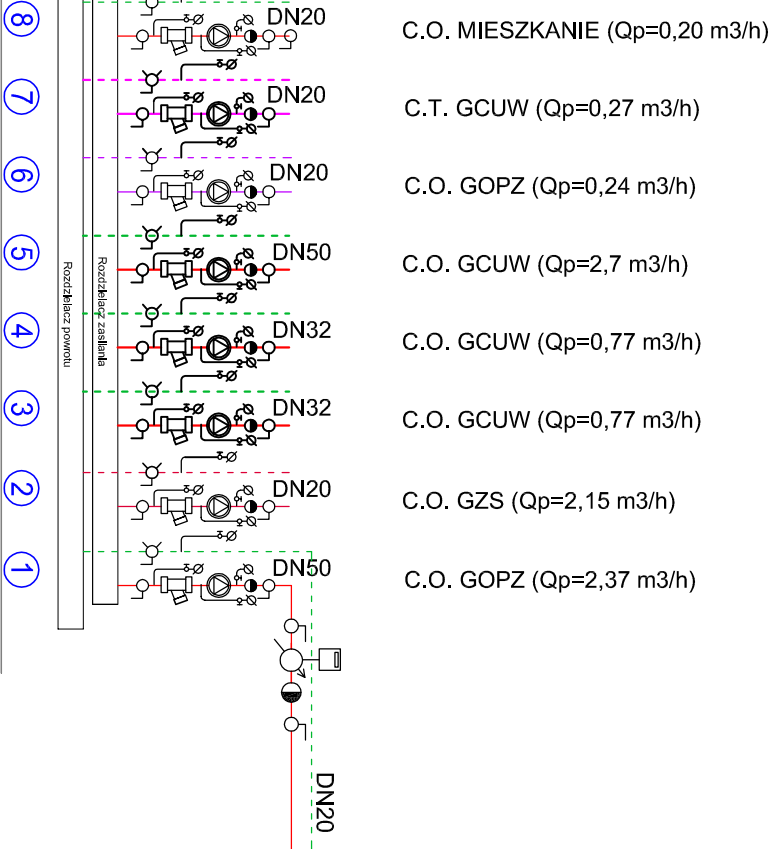 8 DN20 C.O. MIESZKANIE (Qp=0,20 m3/h)
7 DN20 C.T. GCUW (Qp=0,27 m3/h)
6 DN20 C.O. GOPZ (Qp=0,24 m3/h)
5 DN50 C.O. GCUW (Qp=2,7 m3/h)
4 DN32 C.O. GCUW (Qp=0,77 m3/h)
3 DN32 C.O. GCUW (Qp=0,77 m3/h)
2 DN20 C.O. GZS (Qp=2,15 m3/h)
1 DN50 C.O. GOPZ (Qp=2,37 m3/h)
Rozdzielacz powrotu
Rozdzielacz zasilania
DN20